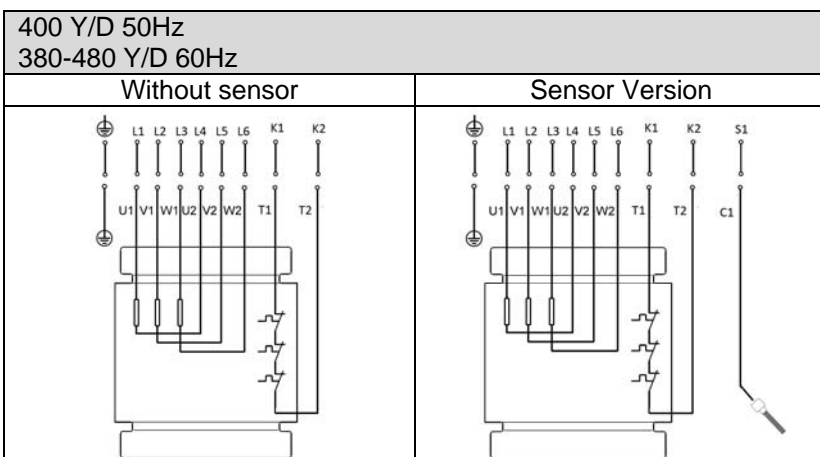 400 Y/D 50Hz
380-480 Y/D 60Hz
Without sensor
L1 L2 L3 L4 L5 L6 K1 K2
U1 V1 W1 U2 V2 W2 T1 T2
Sensor Version
L1 L2 L3 L4 L5 L6 K1 K2 S1
U1 V1 W1 U2 V2 W2 T1 T2 C1